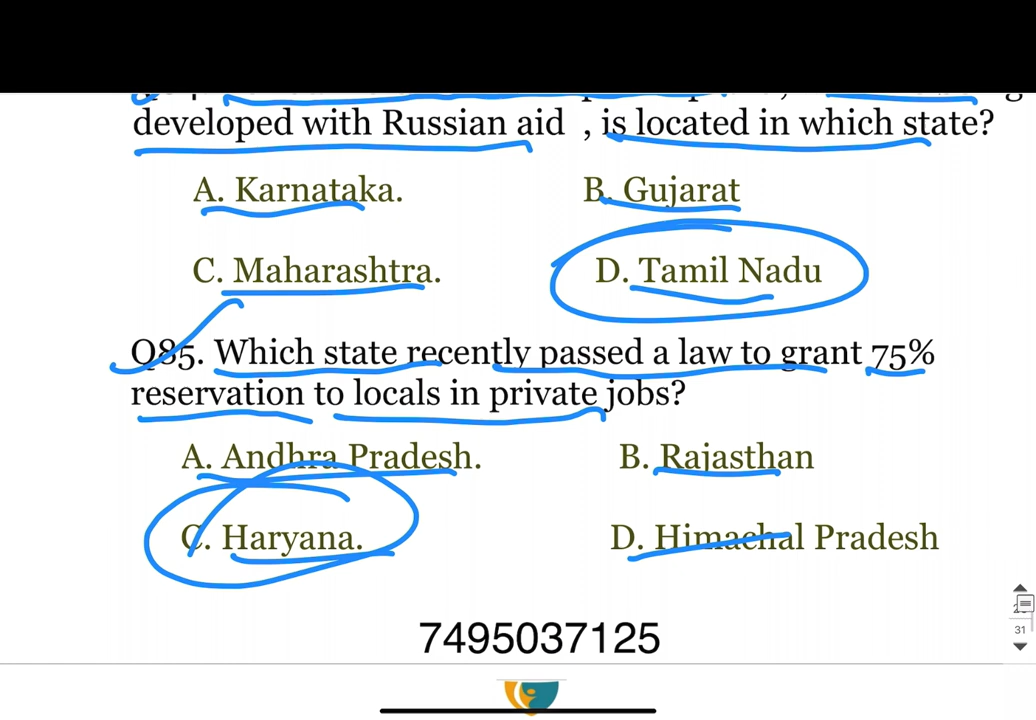 developed with Russian aid , is located in which state?
A. Karnataka.
B. Gujarat
C. Maharashtra.
D. Tamil Nadu
Q85. Which state recently passed a law to grant 75%
reservation to locals in private jobs?
A. Andhra Pradesh.
B. Rajasthan
C. Haryana.
D. Himachal Pradesh
31
7495037125